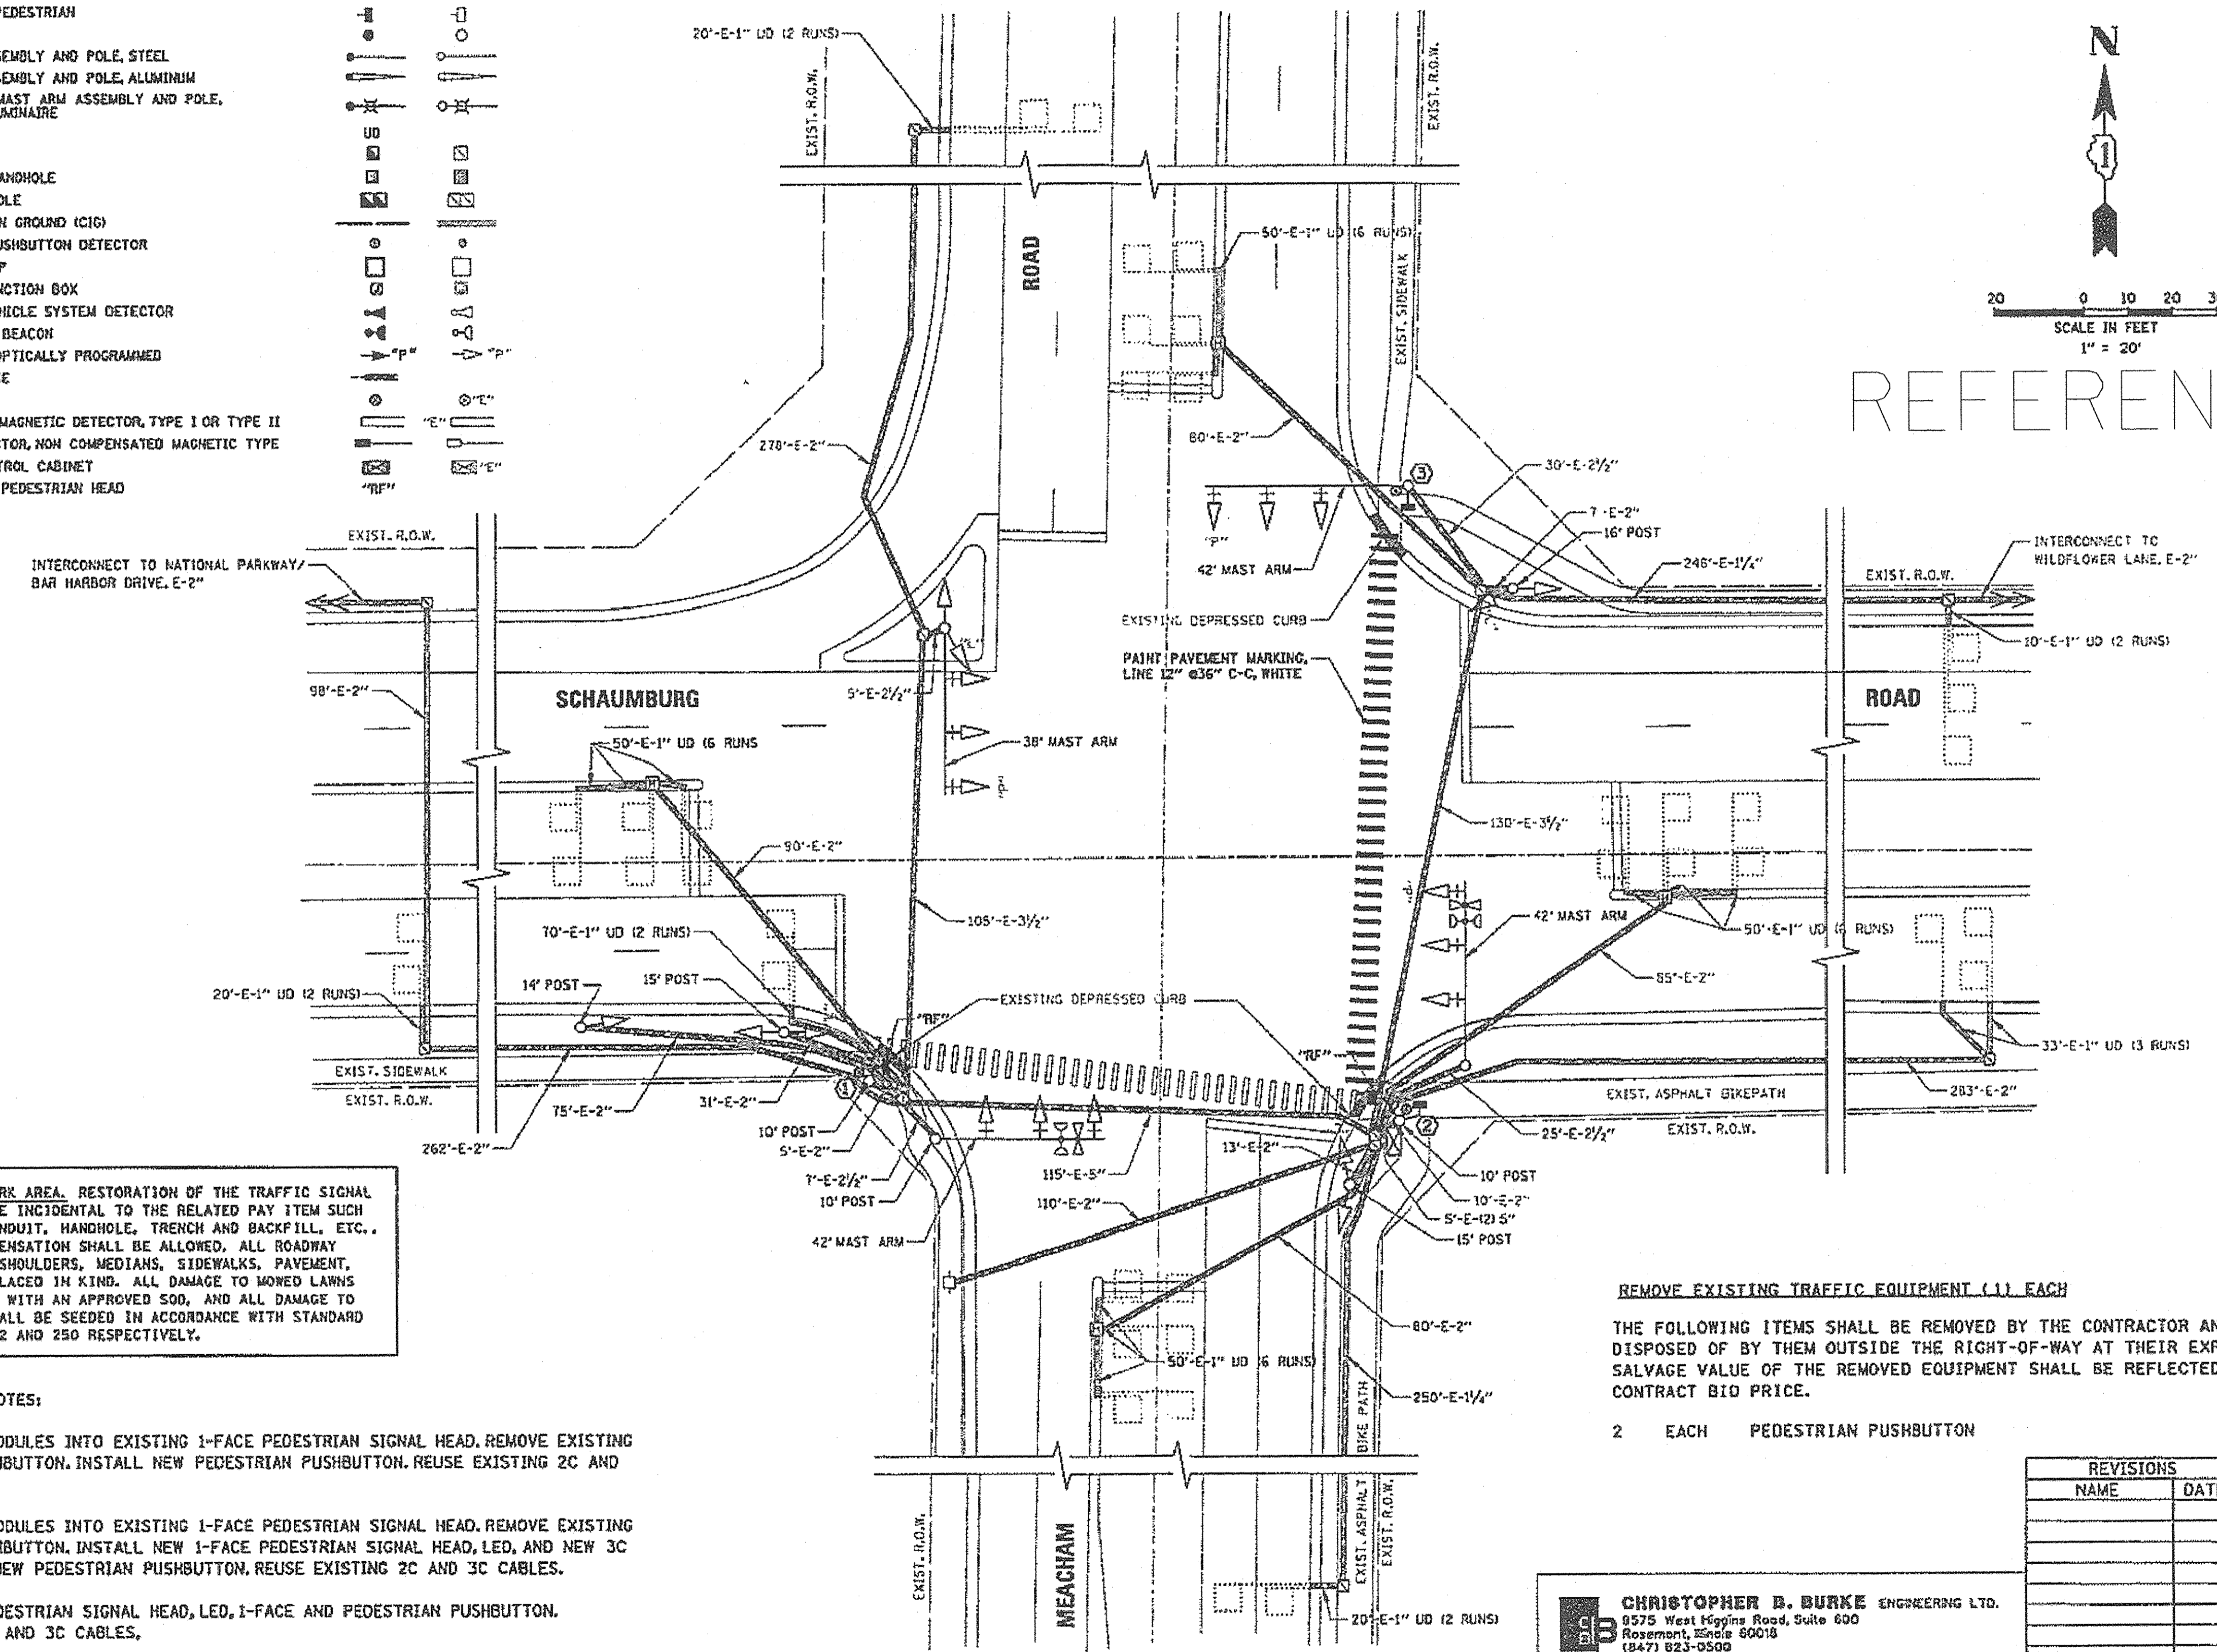 PEDESTRIAN
SEMBLY AND POLE, STEEL
SEMBLY AND POLE, ALUMINUM
MAST ARM ASSEMBLY AND POLE,
UD
N GROUND (CIG)
USHBUTTON DETECTOR
P
NCTION BOX
HICLE SYSTEM DETECTOR
BEACON
OPTICALLY PROGRAMMED
"P"
"P"
E
"E"
MAGNETIC DETECTOR, TYPE I OR TYPE II
"E"
TOR, NON COMPENSATED MAGNETIC TYPE
TROL CABINET
"E"
PEDESTRIAN HEAD
"RF"
20'-E-1" UD (2 RUNS)
EXIST. R.O.W.
EXIST. R.O.W.
EXIST. R.O.W.
ROAD
50'-E-1" UD (6 RUNS)
EXIST. SIDEWALK
N
1
20 0 10 20
SCALE IN FEET
1" = 20'
REFEREN
278'-E-2"
60'-E-2"
30'-E-2½"
3
7'-E-2"
16' POST
"P"
42' MAST ARM
246'-E-1¼"
INTERCONNECT TO
WILDFLOWER LANE, E-2"
EXIST. R.O.W.
EXIST. R.O.W.
INTERCONNECT TO NATIONAL PARKWAY/
BAR HARBOR DRIVE, E-2"
EXISTING DEPRESSED CURB
10'-E-1" UD (2 RUNS)
PAINT PAVEMENT MARKING,
LINE 12" @36" C-C, WHITE
98'-E-2"
SCHAUMBURG
5'-E-2½"
"P"
ROAD
50'-E-1" UD (6 RUNS
38' MAST ARM
"P"
90'-E-2"
130'-E-3½"
"P"
105'-E-3½"
42' MAST ARM
50'-E-1" UD (6 RUNS)
70'-E-1" UD (2 RUNS)
85'-E-2"
14' POST
15' POST
20'-E-1" UD (2 RUNS)
EXISTING DEPRESSED CURB
"RF"
"RF"
33'-E-1" UD (3 RUNS)
EXIST. SIDEWALK
EXIST. R.O.W.
1
EXIST. ASPHALT BIKEPATH
283'-E-2"
75'-E-2"
31'-E-2"
2
EXIST. R.O.W.
262'-E-2"
10' POST
5'-E-2"
25'-E-2½"
7'-E-2½"
115'-E-5"
13'-E-2"
10' POST
10' POST
110'-E-2"
10'-E-2"
5'-E-(2) 5"
42' MAST ARM
15' POST
RK AREA. RESTORATION OF THE TRAFFIC SIGNAL
E INCIDENTAL TO THE RELATED PAY ITEM SUCH
NDUIT, HANDHOLE, TRENCH AND BACKFILL, ETC.,
ENSATION SHALL BE ALLOWED. ALL ROADWAY
SHOULDERS, MEDIANS, SIDEWALKS, PAVEMENT,
LACED IN KIND. ALL DAMAGE TO MOWED LAWNS
WITH AN APPROVED SOD, AND ALL DAMAGE TO
ALL BE SEEDED IN ACCORDANCE WITH STANDARD
2 AND 250 RESPECTIVELY.
80'-E-2"
50'-E-1" UD (6 RUNS)
250'-E-1¼"
REMOVE EXISTING TRAFFIC EQUIPMENT (1) EACH
THE FOLLOWING ITEMS SHALL BE REMOVED BY THE CONTRACTOR AN
DISPOSED OF BY THEM OUTSIDE THE RIGHT-OF-WAY AT THEIR EXP
SALVAGE VALUE OF THE REMOVED EQUIPMENT SHALL BE REFLECTED
CONTRACT BID PRICE.
2 EACH PEDESTRIAN PUSHBUTTON
OTES:
ODULES INTO EXISTING 1-FACE PEDESTRIAN SIGNAL HEAD. REMOVE EXISTING
HBUTTON. INSTALL NEW PEDESTRIAN PUSHBUTTON. REUSE EXISTING 2C AND
ODULES INTO EXISTING 1-FACE PEDESTRIAN SIGNAL HEAD. REMOVE EXISTING
HBUTTON. INSTALL NEW 1-FACE PEDESTRIAN SIGNAL HEAD, LED, AND NEW 3C
NEW PEDESTRIAN PUSHBUTTON. REUSE EXISTING 2C AND 3C CABLES.
DESTRIAN SIGNAL HEAD, LED, 1-FACE AND PEDESTRIAN PUSHBUTTON.
AND 3C CABLES.
EXIST. R.O.W.
MEACHAM
EXIST. ASPHALT BIKE PATH
EXIST. R.O.W.
20'-E-1" UD (2 RUNS)
REVISIONS
NAME DAT
CHRISTOPHER B. BURKE ENGINEERING LTD.
9575 West Higgins Road, Suite 600
Rosemont, Illinois 60018
(847) 823-0500